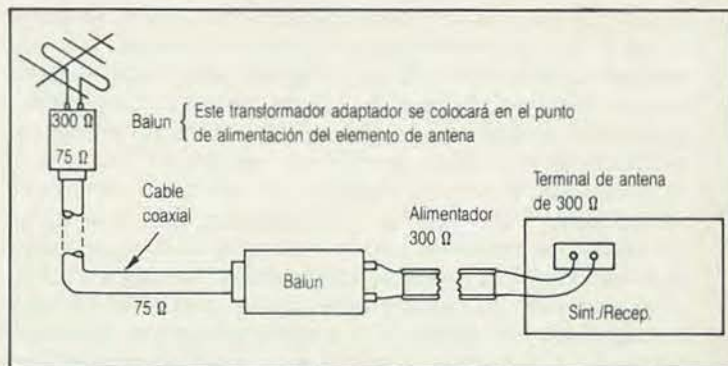 300 Ω
75 Ω
Balun
Este transformador adaptador se colocará en el punto
de alimentación del elemento de antena
Cable
coaxial
75 Ω
Balun
Alimentador
300 Ω
Terminal de antena
de 300 Ω
Sint./Recep.